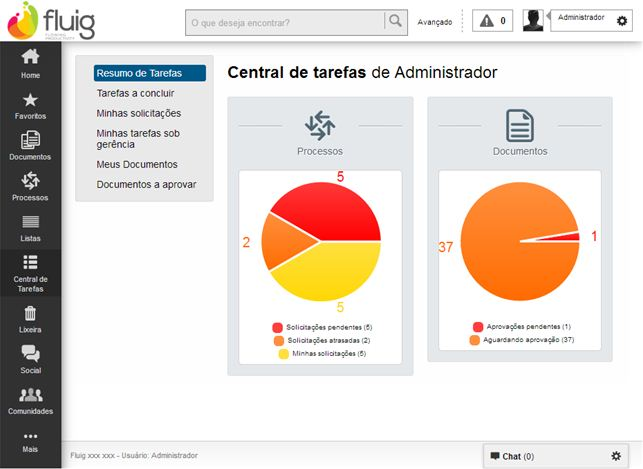 fluig
O que deseja encontrar?
Avançado
0
Administrador
Home
Favoritos
Documentos
Processos
Listas
Central de
Tarefas
Lixeira
Social
Comunidades
Mais
Resumo de Tarefas
Tarefas a concluir
Minhas solicitações
Minhas tarefas sob
gerência
Meus Documentos
Documentos a aprovar
Central de tarefas de Administrador
Processos
5
2
5
Solicitações pendentes (5)
Solicitações atrasadas (2)
Minhas solicitações (5)
Documentos
37
1
Aprovações pendentes (1)
Aguardando aprovação (37)
Fluig xxx xxx - Usuário: Administrador
Chat (0)